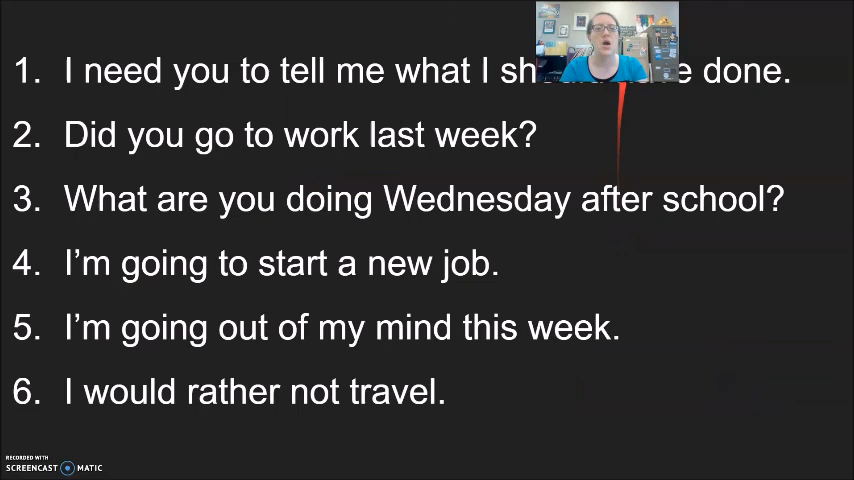 1. I need you to tell me what I sh e done.
2. Did you go to work last week?
3. What are you doing Wednesday after school?
4. I'm going to start a new job.
5. I'm going out of my mind this week.
6. I would rather not travel.
RECORDED WITH
SCREENCAST MATIC